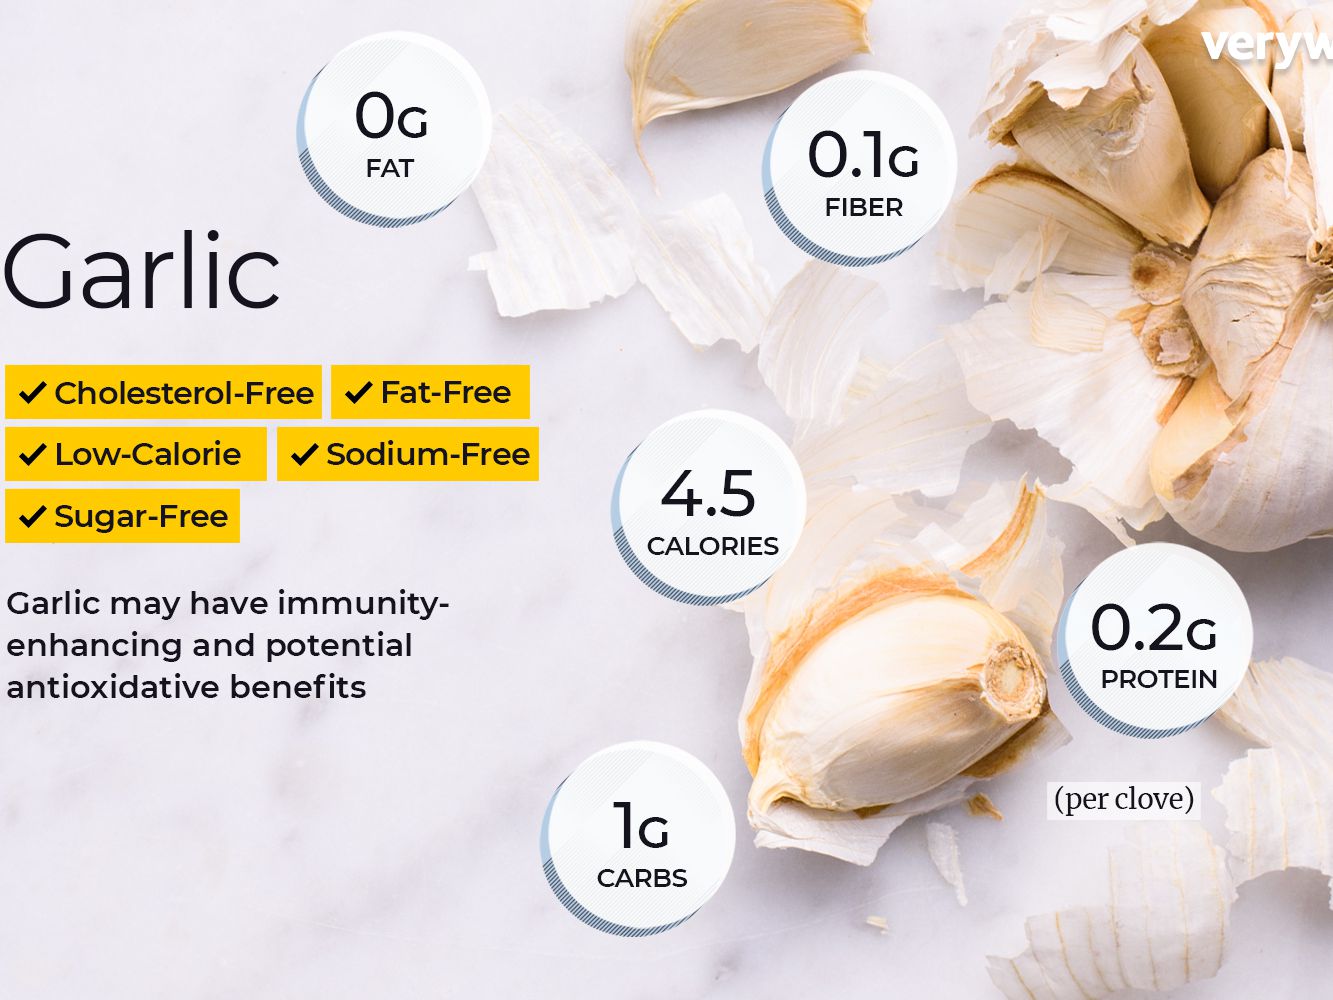 veryw
0G
FAT
0.1G
FIBER
Garlic
✓ Cholesterol-Free ✓ Fat-Free
✓ Low-Calorie ✓ Sodium-Free
✓ Sugar-Free
4.5
CALORIES
Garlic may have immunity-
enhancing and potential
antioxidative benefits
0.2G
PROTEIN
(per clove)
1G
CARBS